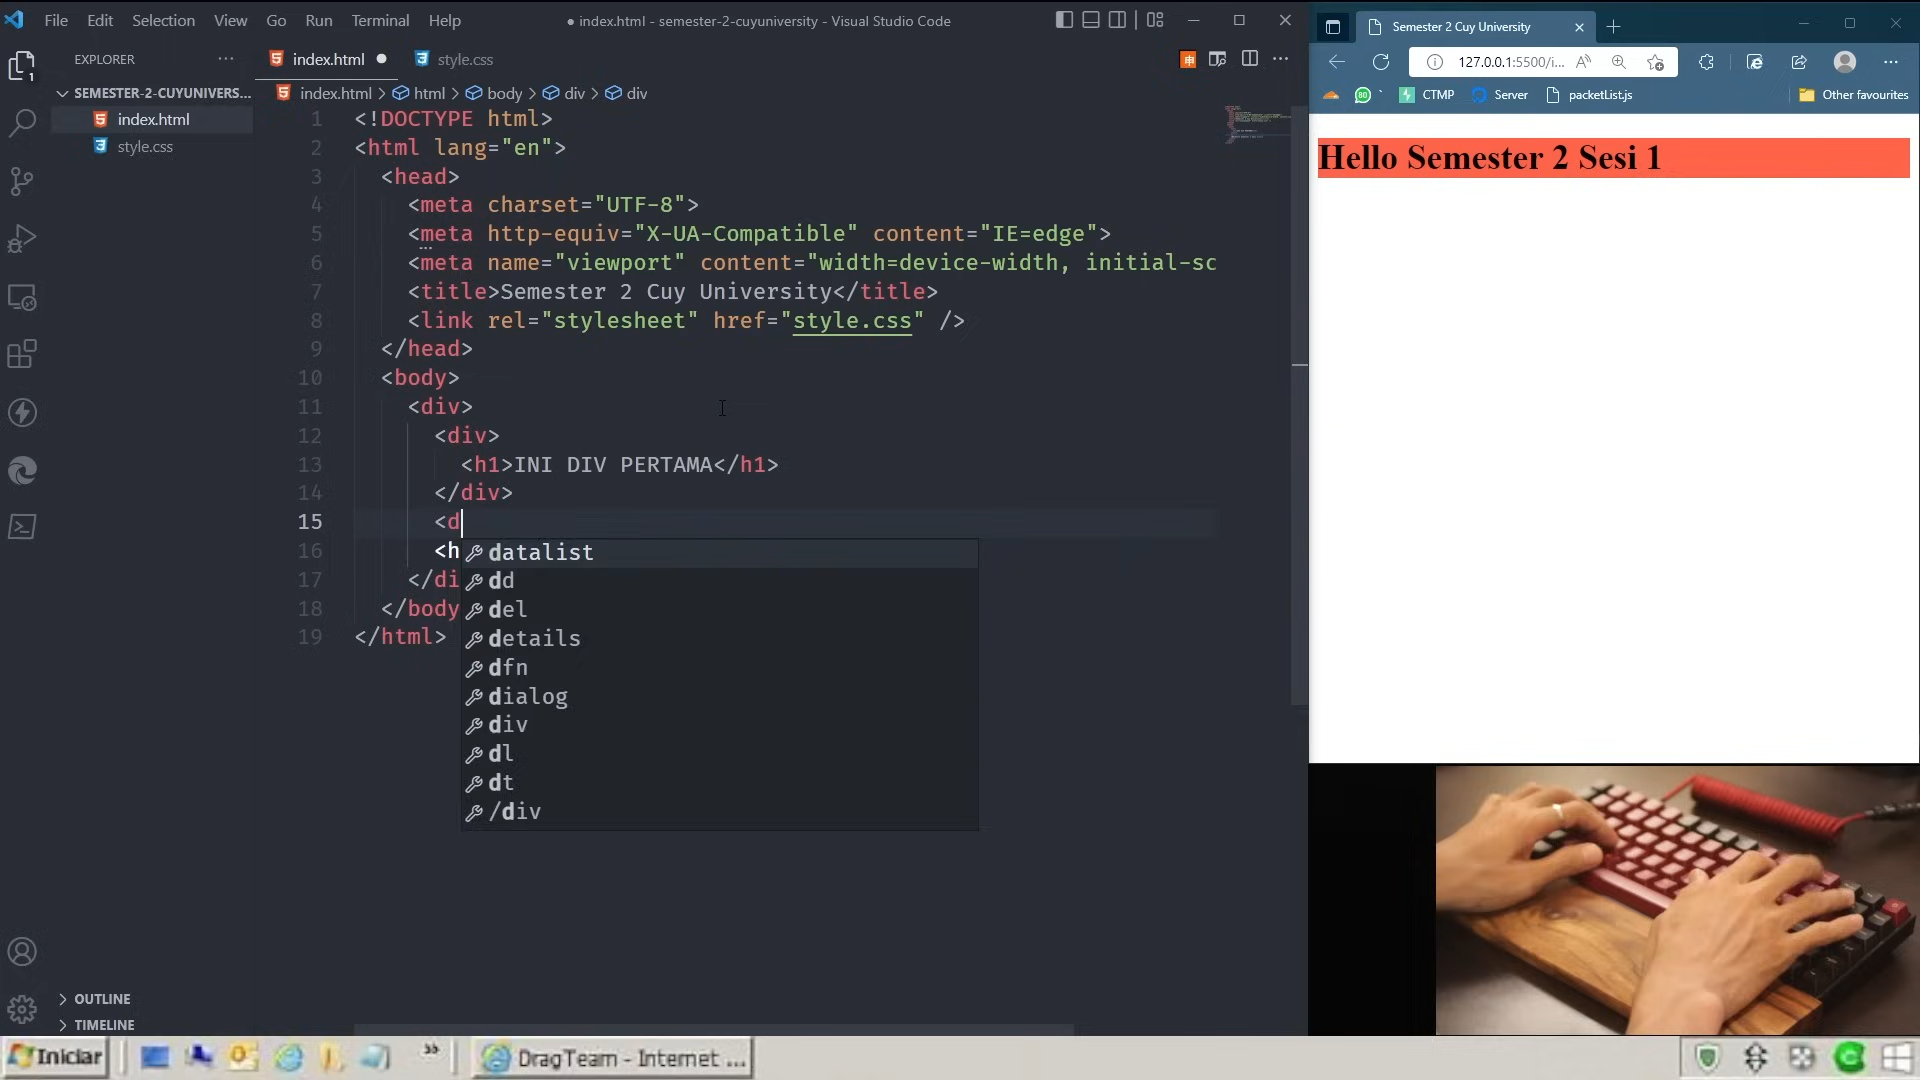 File Edit Selection View Go Run Terminal Help
● index.html - semester-2-cuyuniversity - Visual Studio Code
EXPLORER
SEMESTER-2-CUYUNIVERS...
index.html
style.css
OUTLINE
TIMELINE
index.html ● style.css
index.html > html > body > div > div
1 <!DOCTYPE html>
2 <html lang="en">
3 <head>
4 <meta charset="UTF-8">
5 <meta http-equiv="X-UA-Compatible" content="IE=edge">
6 <meta name="viewport" content="width=device-width, initial-sc
7 <title>Semester 2 Cuy University</title>
8 <link rel="stylesheet" href="style.css" />
9 </head>
10 <body>
11 <div>
12 <div>
13 <h1>INI DIV PERTAMA</h1>
14 </div>
15 <d
16 <h
17 </di
18 </body
19 </html>
datalist
dd
del
details
dfn
dialog
div
dl
dt
/div
Semester 2 Cuy University
127.0.0.1:5500/i...
80 CTMP Server packetList.js Other favourites
Hello Semester 2 Sesi 1
Iniciar
DragTeam - Internet ...